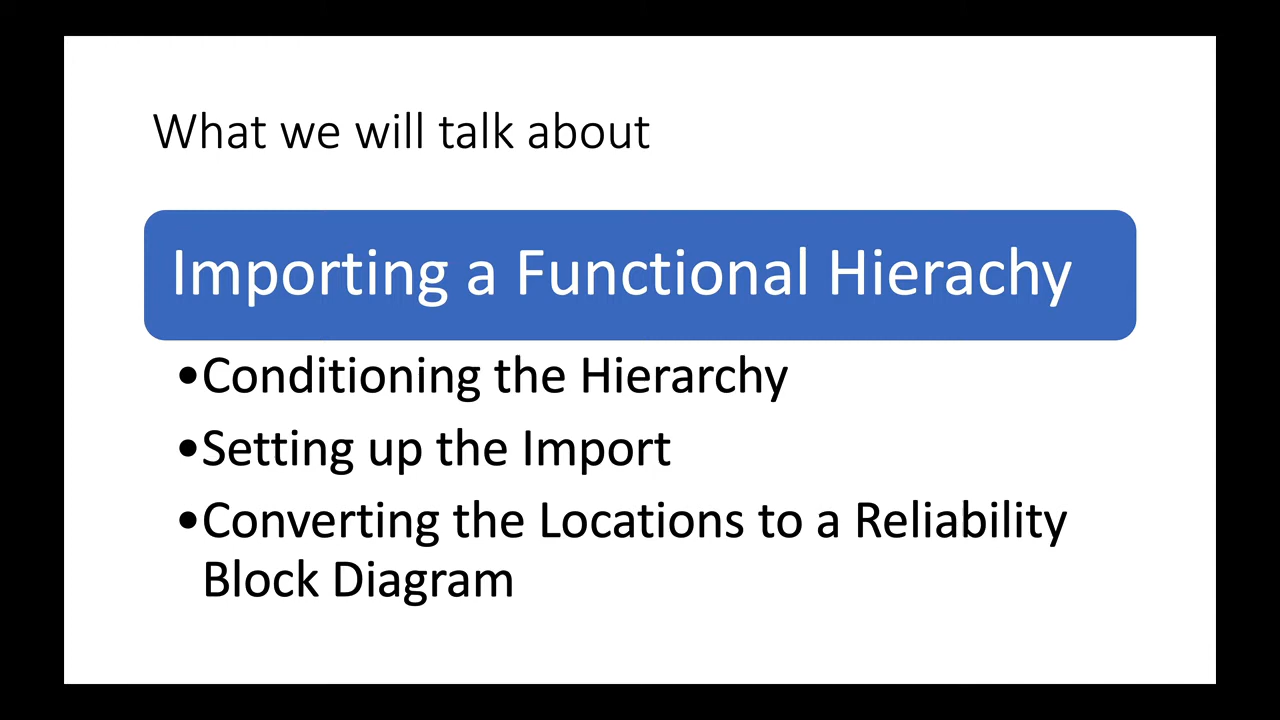 What we will talk about
Importing a Functional Hierachy
•Conditioning the Hierarchy
•Setting up the Import
•Converting the Locations to a Reliability
Block Diagram